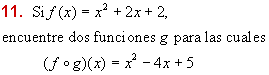 11. Si f(x) = x² + 2x + 2,
encuentre dos funciones g para las cuales
(f ∘ g)(x) = x² − 4x + 5